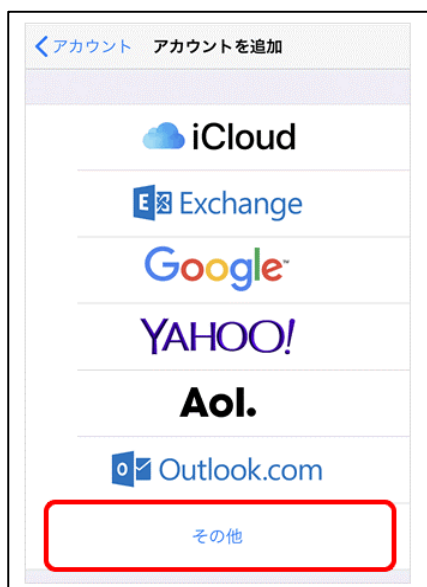 アカウント アカウントを追加
iCloud
Exchange
Google
YAHOO!
Aol.
Outlook.com
その他